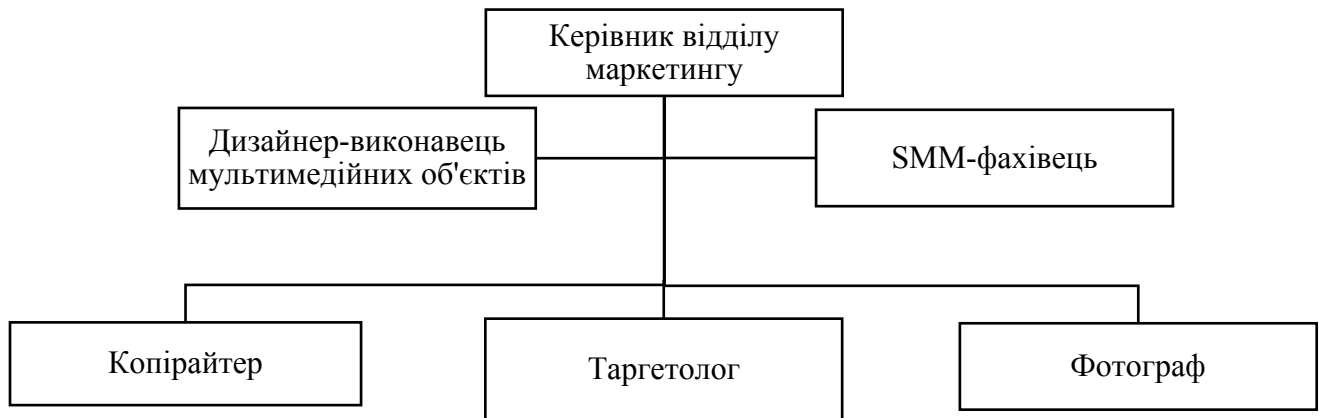 Керівник відділу
маркетингу
Дизайнер-виконавець
мультимедійних об'єктів
SMM-фахівець
Копірайтер
Таргетолог
Фотограф